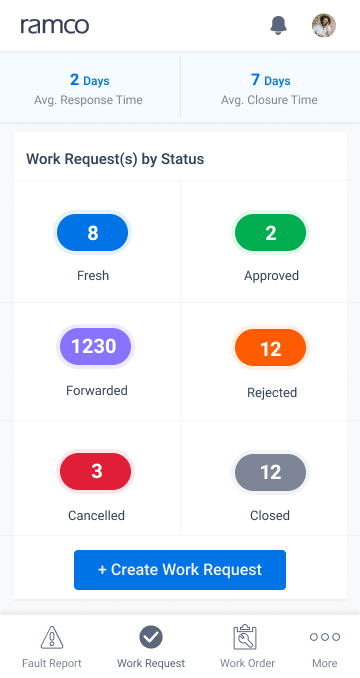 ramco
2 Days
Avg. Response Time
7 Days
Avg. Closure Time
Work Request(s) by Status
8
Fresh
2
Approved
1230
Forwarded
12
Rejected
3
Cancelled
12
Closed
+ Create Work Request
Fault Report
Work Request
Work Order
More